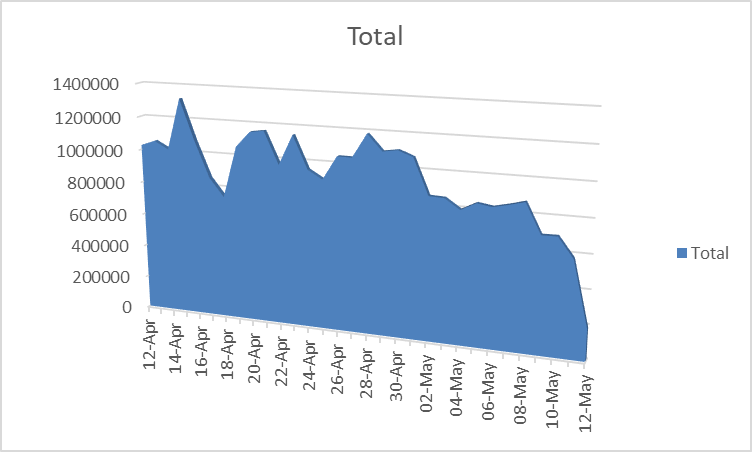 Total
1400000
1200000
1000000
800000
600000
400000
200000
0
12-Apr
14-Apr
16-Apr
18-Apr
20-Apr
22-Apr
24-Apr
26-Apr
28-Apr
30-Apr
02-May
04-May
06-May
08-May
10-May
12-May
Total